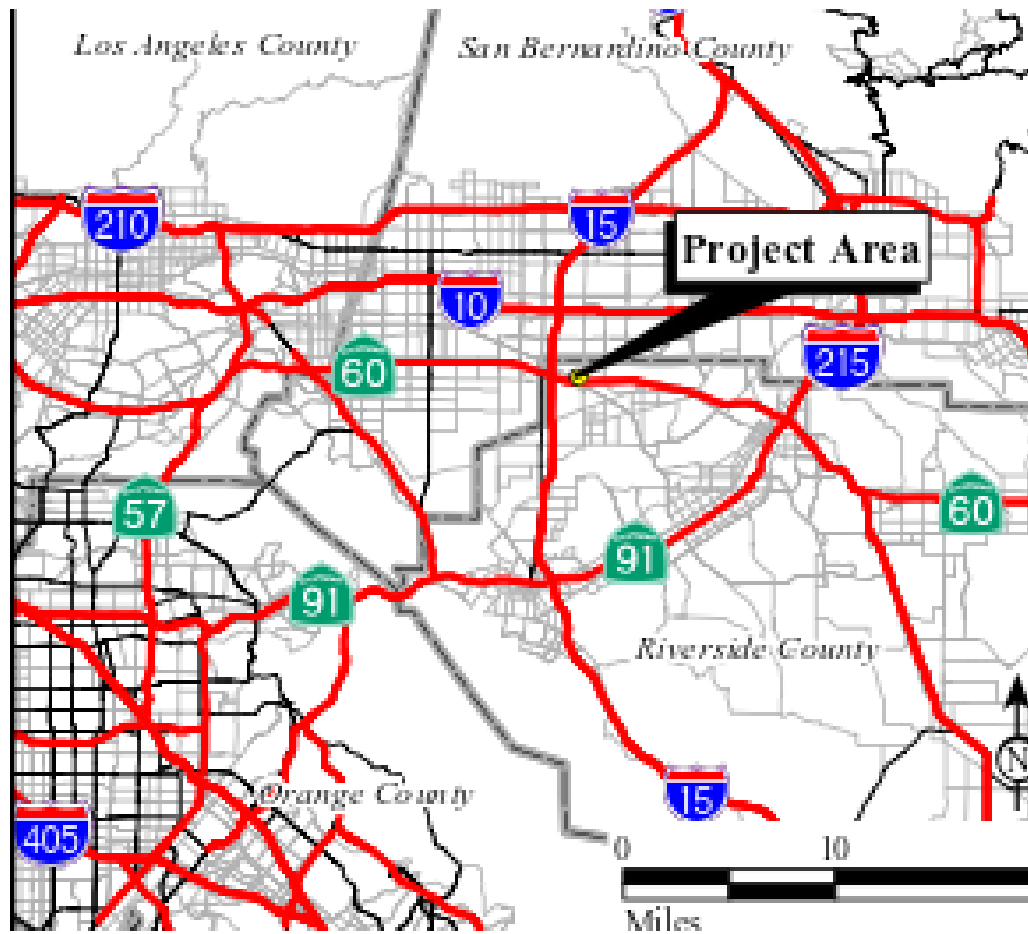 Los Angeles County
San Bernardino County
210
15
Project Area
10
60
215
57
60
91
91
Riverside County
N
Orange County
15
405
0 10
Miles